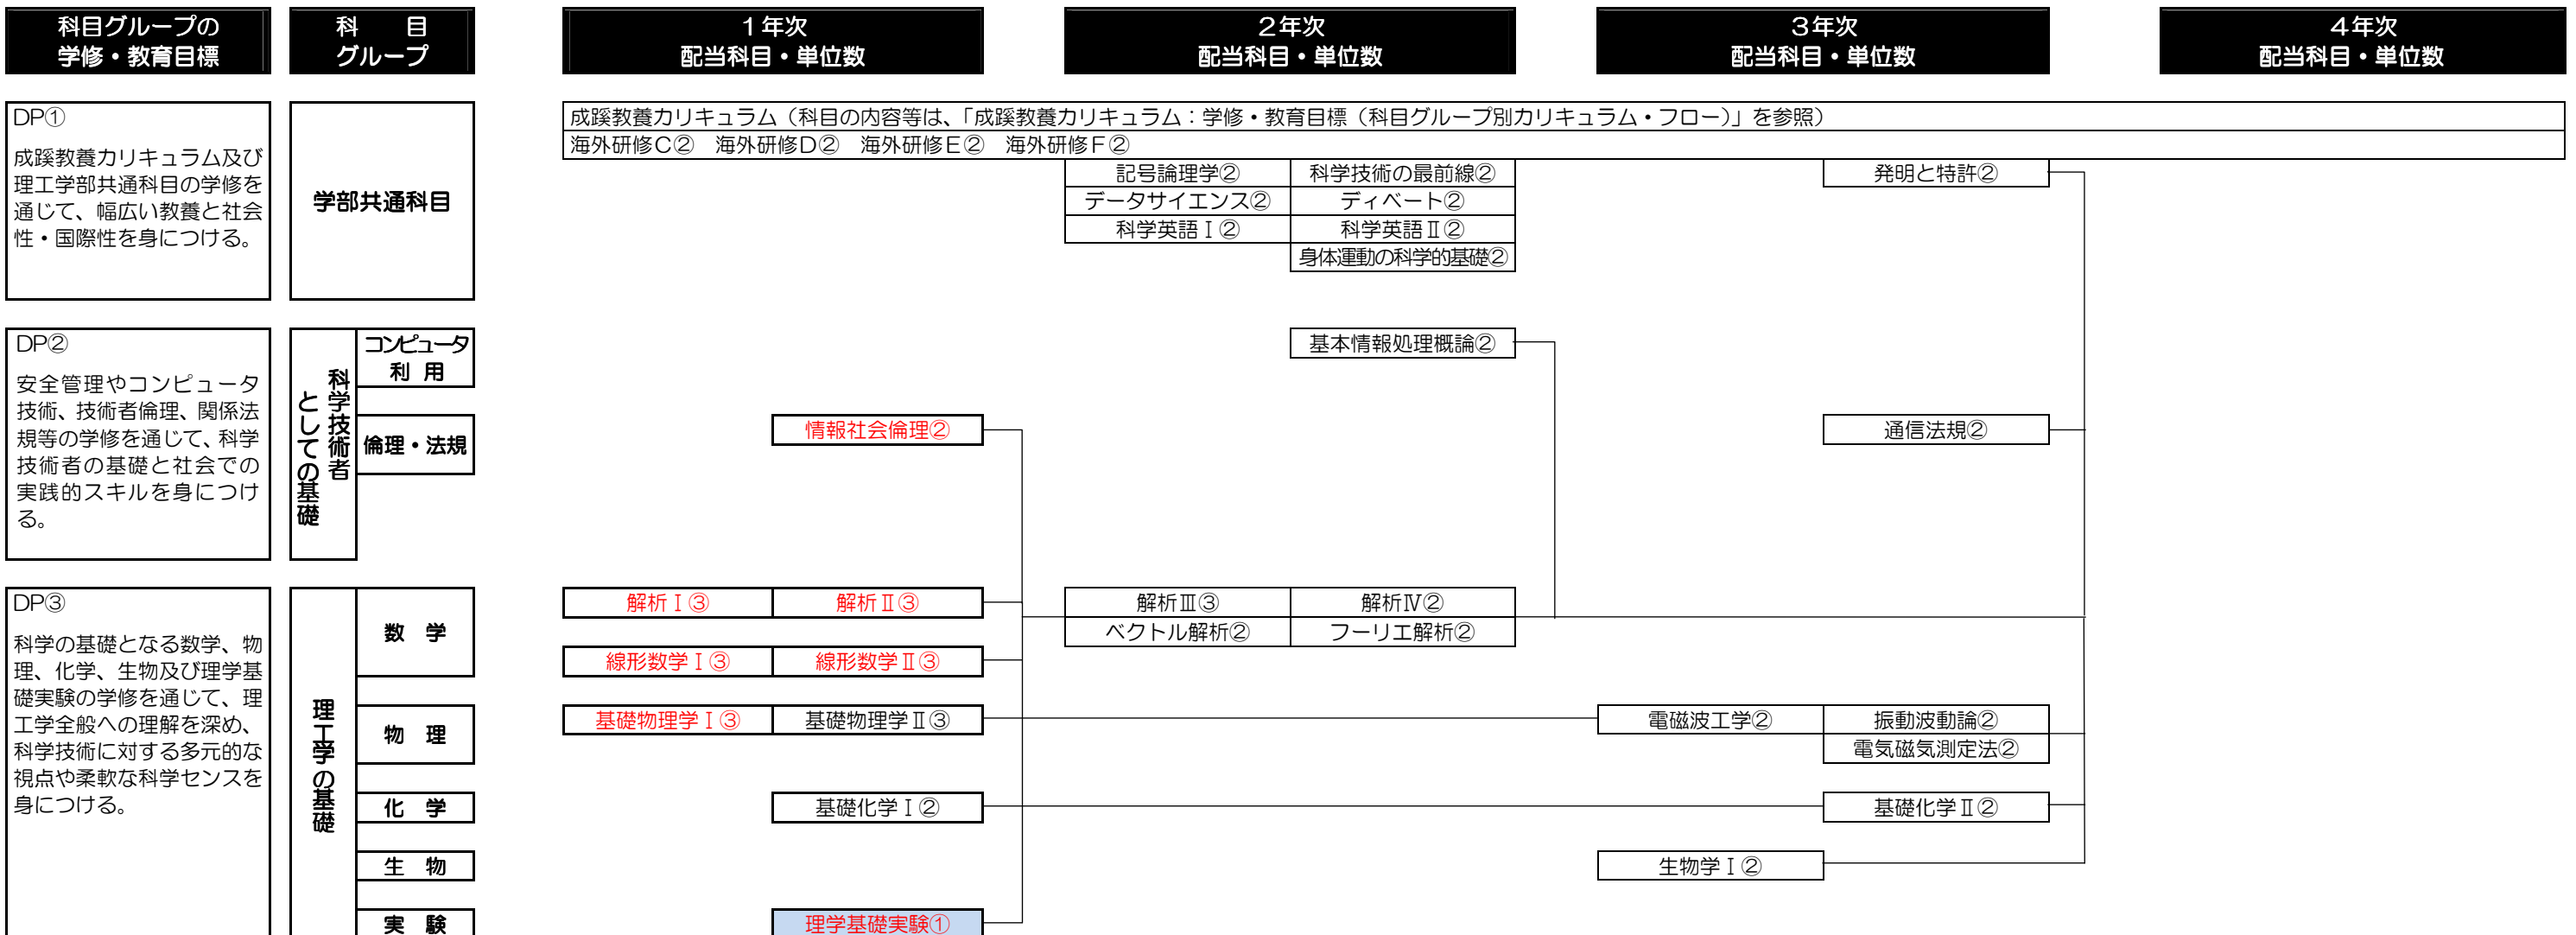 科目グループの
学修・教育目標
科　目
グループ
1年次
配当科目・単位数
2年次
配当科目・単位数
3年次
配当科目・単位数
4年次
配当科目・単位数
DP①
成蹊教養カリキュラム及び
理工学部共通科目の学修を
通じて、幅広い教養と社会
性・国際性を身につける。
学部共通科目
成蹊教養カリキュラム（科目の内容等は、「成蹊教養カリキュラム：学修・教育目標（科目グループ別カリキュラム・フロー）」を参照）
海外研修C②　海外研修D②　海外研修E②　海外研修F②
記号論理学②
科学技術の最前線②
発明と特許②
データサイエンス②
ディベート②
科学英語Ⅰ②
科学英語Ⅱ②
身体運動の科学的基礎②
DP②
安全管理やコンピュータ
技術、技術者倫理、関係法
規等の学修を通じて、科学
技術者の基礎と社会での
実践的スキルを身につけ
る。
科学技術者
としての基礎
コンピュータ
利　用
基本情報処理概論②
倫理・法規
情報社会倫理②
通信法規②
DP③
科学の基礎となる数学、物
理、化学、生物及び理学基
礎実験の学修を通じて、理
工学全般への理解を深め、
科学技術に対する多元的な
視点や柔軟な科学センスを
身につける。
理工学の基礎
数　学
解析Ⅰ③
解析Ⅱ③
解析Ⅲ③
解析Ⅳ②
ベクトル解析②
フーリエ解析②
線形数学Ⅰ③
線形数学Ⅱ③
物　理
基礎物理学Ⅰ③
基礎物理学Ⅱ③
電磁波工学②
振動波動論②
電気磁気測定法②
化　学
基礎化学Ⅰ②
基礎化学Ⅱ②
生　物
生物学Ⅰ②
実　験
理学基礎実験①